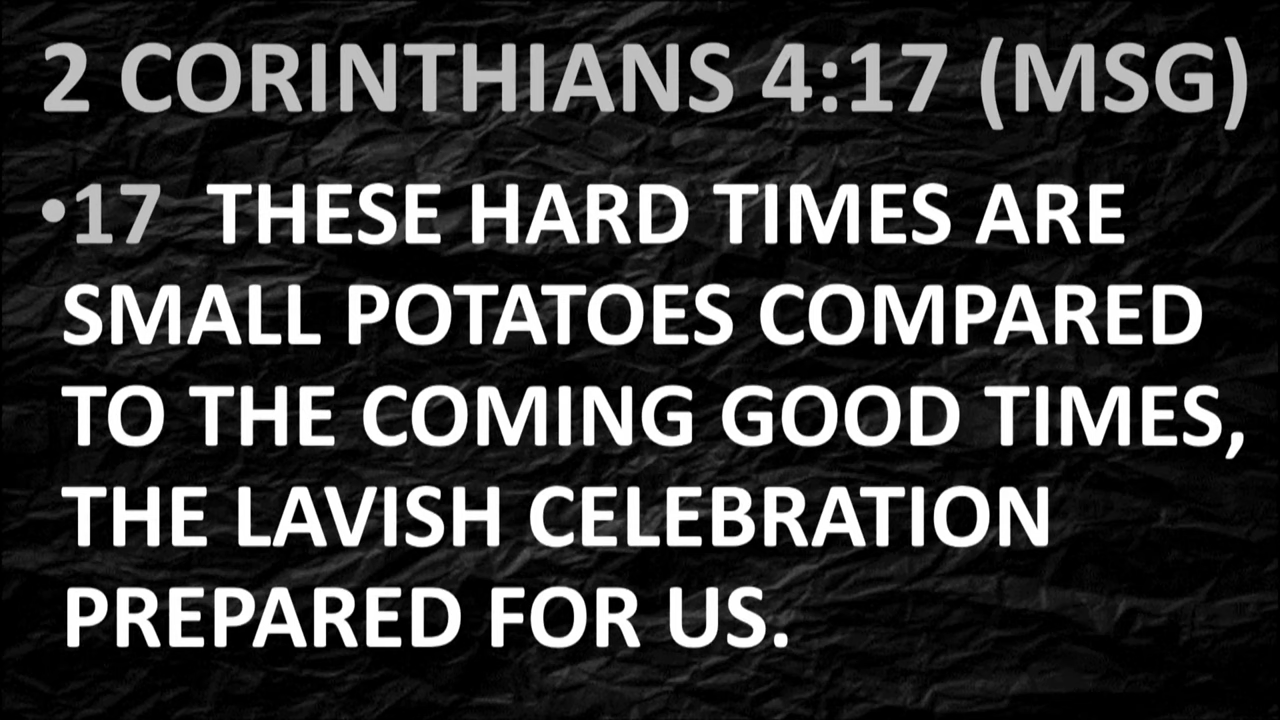 2 CORINTHIANS 4:17 (MSG)
•17 THESE HARD TIMES ARE
SMALL POTATOES COMPARED
TO THE COMING GOOD TIMES,
THE LAVISH CELEBRATION
PREPARED FOR US.